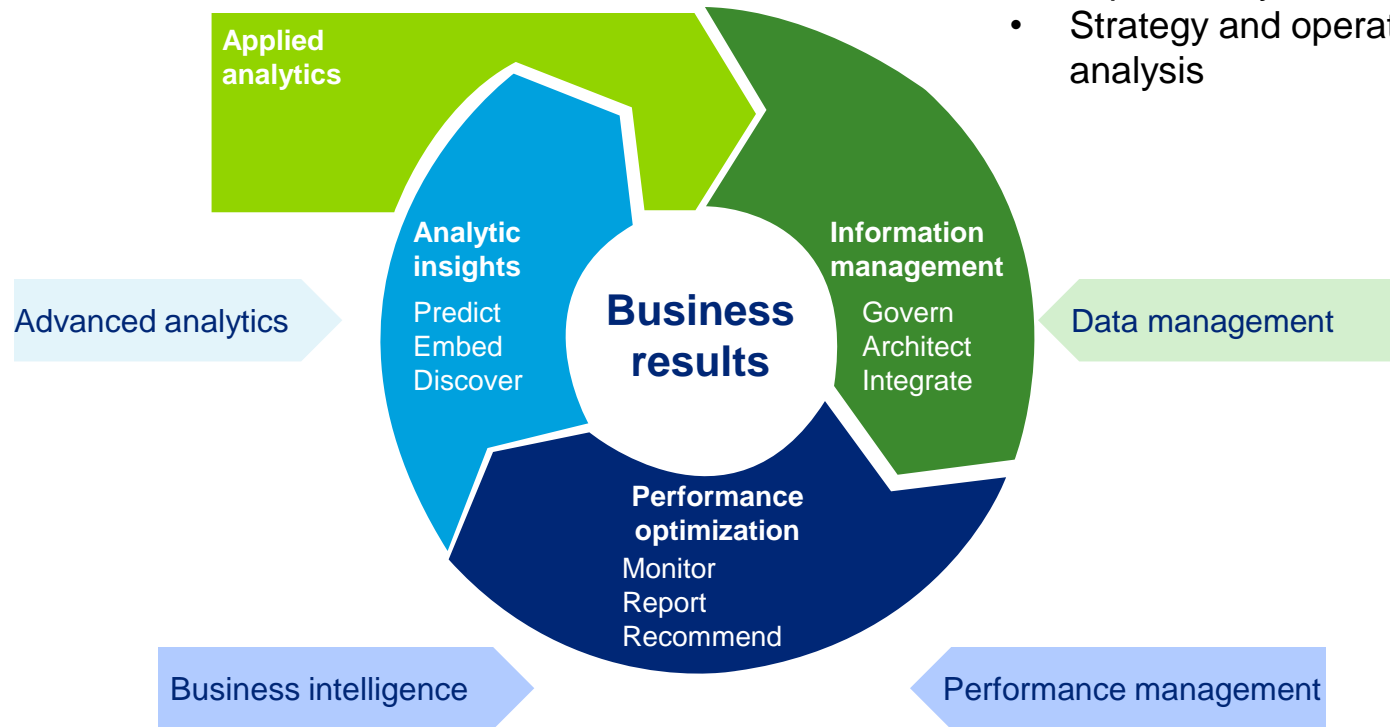 • Strategy and
analysis
Applied
analytics
Analytic
insights
Predict
Embed
Discover
Information
management
Govern
Architect
Integrate
Business
results
Advanced analytics
Data management
Performance
optimization
Monitor
Report
Recommend
Business intelligence
Performance management